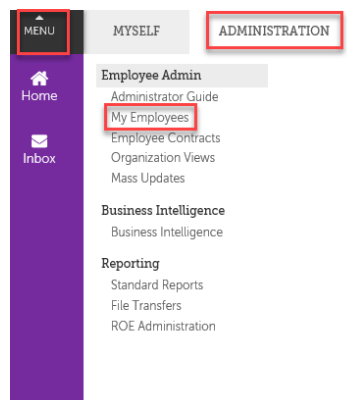 MENU
MYSELF
ADMINISTRATION
Home
Inbox
Employee Admin
Administrator Guide
My Employees
Employee Contracts
Organization Views
Mass Updates
Business Intelligence
Business Intelligence
Reporting
Standard Reports
File Transfers
ROE Administration